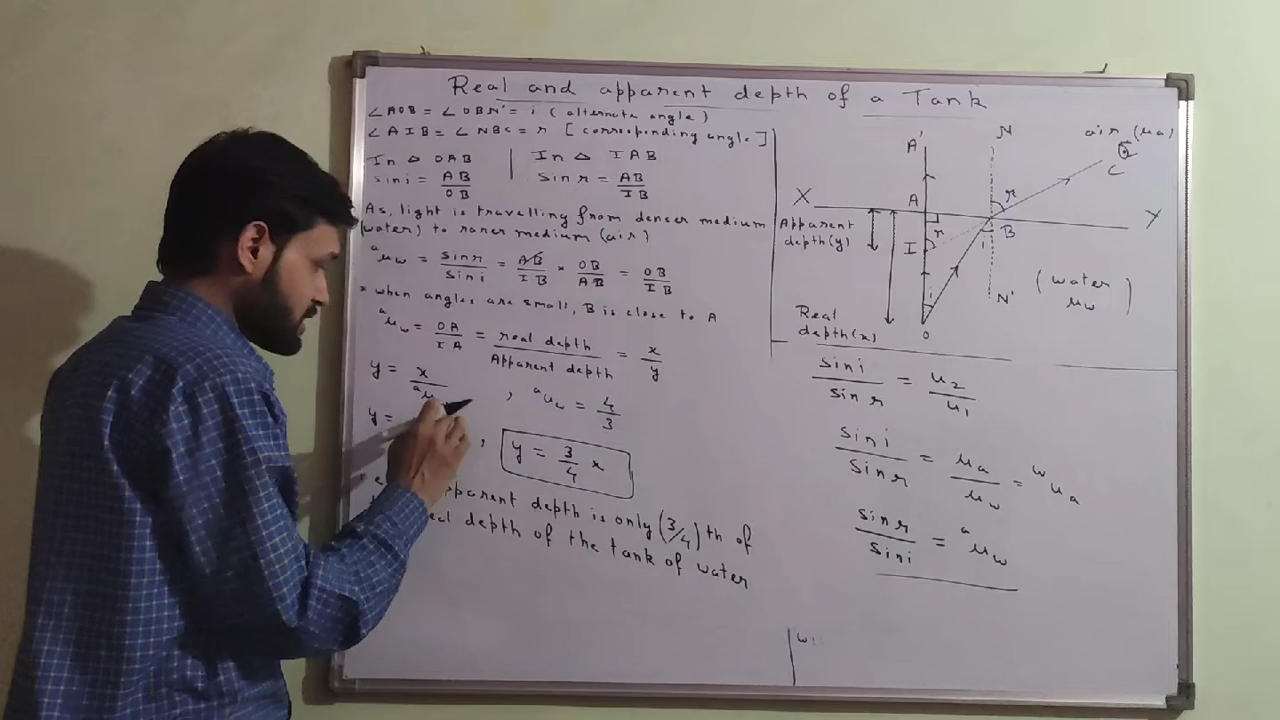 Real and apparent depth of a Tank
∠AOB = ∠OBN' = i (alternate angle)
∠AIB = ∠NBC = r [corrosponding angle]
In △ OAB
sin i = AB/OB
In △ IAB
Sin r = AB/IB
As, light is travelling from denser medium
(water) to rarer medium (air)
ᵃμw = sin r/sin i = AB/IB × OB/AB = OB/IB
* when angles are small, B is close to A
ᵃμw = OA/IA = real depth/Apparent depth = x/y
y = x/ᵃμ , ᵃμw = 4/3
y = , y = 3/4 x
apparent depth is only (3/4)th of
depth of the tank of water
A'
N
air (μa)
C
X
A
r
Y
Apparent
depth(y)
r
I
B
i
N'
(water
μw)
i
O
Real
depth(x)
sin i/sin r = μ2/μ1
sin i/sin r = μa/μw = ʷμa
sin r/sin i = ᵃμw